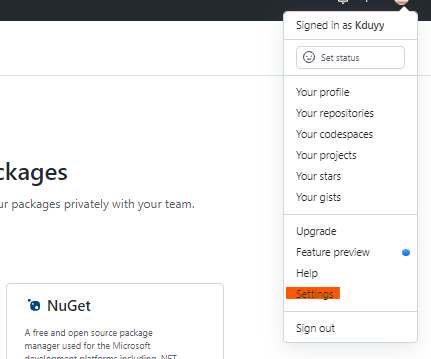 Signed in as Kduyy
Set status
Your profile
Your repositories
Your codespaces
Your projects
Your stars
Your gists
ckages
ur packages privately with your team.
Upgrade
Feature preview
Help
Settings
Sign out
NuGet
A free and open source package
manager used for the Microsoft
development platforms including .NET